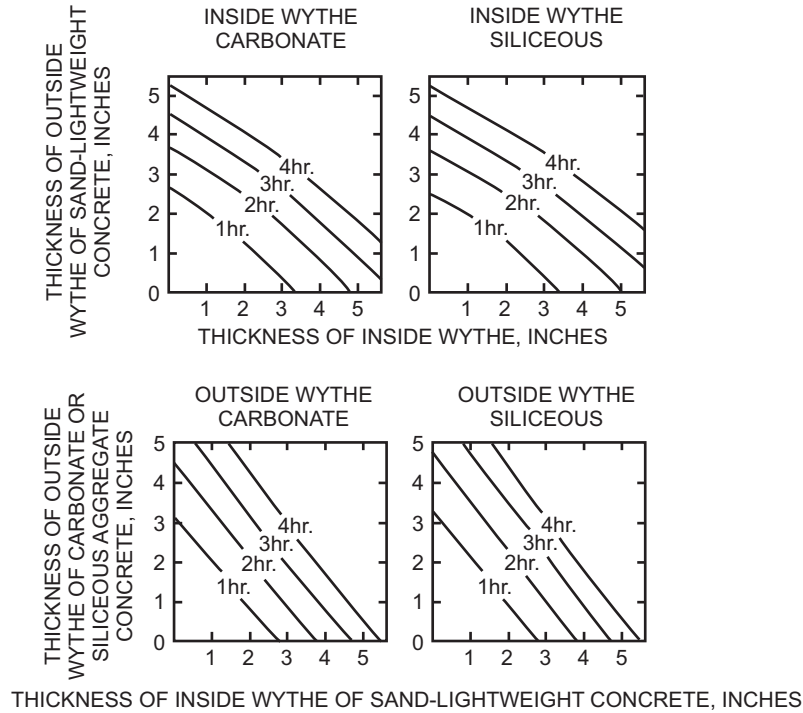 INSIDE WYTHE
CARBONATE
INSIDE WYTHE
SILICEOUS
THICKNESS OF OUTSIDE
WYTHE OF SAND-LIGHTWEIGHT
CONCRETE, INCHES
5
4
3
2
1
0
4hr.
3hr.
2hr.
1hr.
1 2 3 4 5
5
4
3
2
1
0
4hr.
3hr.
2hr.
1hr.
1 2 3 4 5
THICKNESS OF INSIDE WYTHE, INCHES
OUTSIDE WYTHE
CARBONATE
OUTSIDE WYTHE
SILICEOUS
THICKNESS OF OUTSIDE
WYTHE OF CARBONATE OR
SILICEOUS AGGREGATE
CONCRETE, INCHES
5
4
3
2
1
0
4hr.
3hr.
2hr.
1hr.
1 2 3 4 5
5
4
3
2
1
0
4hr.
3hr.
2hr.
1hr.
1 2 3 4 5
THICKNESS OF INSIDE WYTHE OF SAND-LIGHTWEIGHT CONCRETE, INCHES